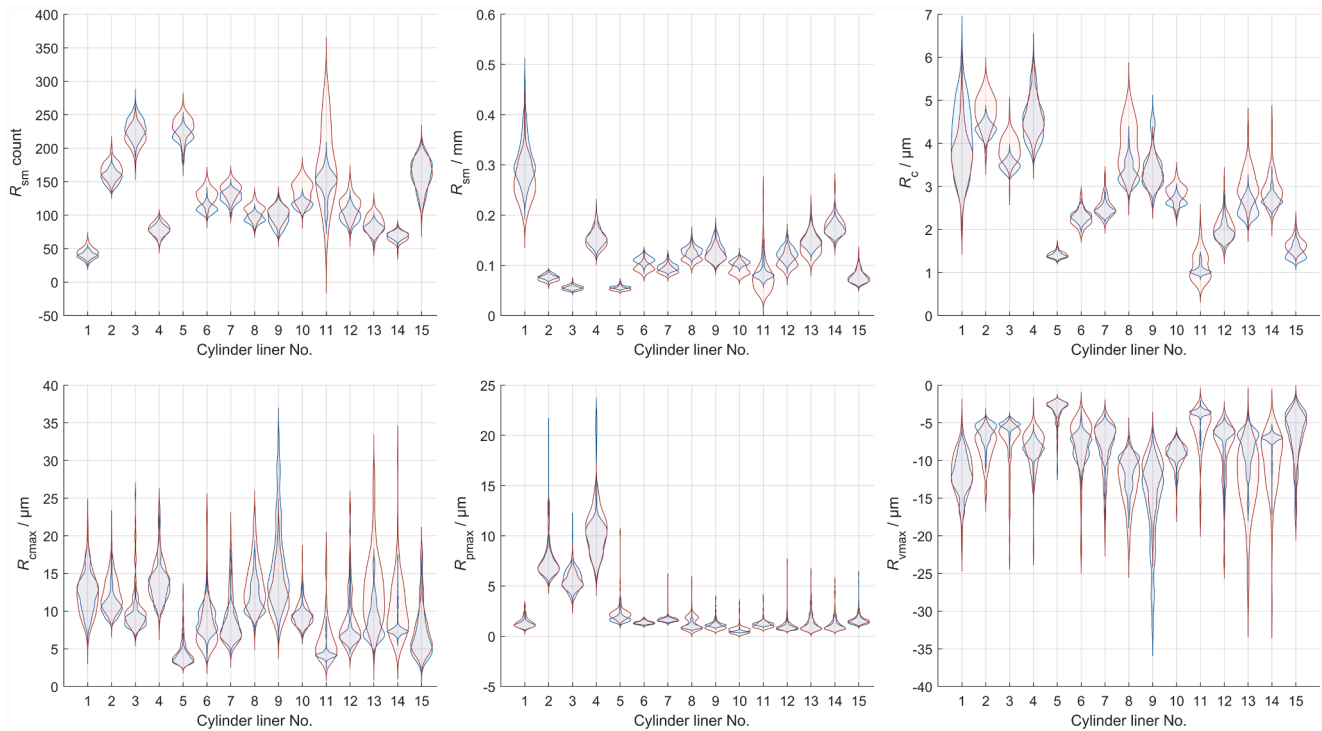 400
350
300
250
200
150
100
50
0
-50
R_sm count
1 2 3 4 5 6 7 8 9 10 11 12 13 14 15
Cylinder liner No.
0.6
0.5
0.4
0.3
0.2
0.1
0
R_sm / mm
1 2 3 4 5 6 7 8 9 10 11 12 13 14 15
Cylinder liner No.
7
6
5
4
3
2
1
0
R_c / µm
1 2 3 4 5 6 7 8 9 10 11 12 13 14 15
Cylinder liner No.
40
35
30
25
20
15
10
5
0
R_cmax / µm
1 2 3 4 5 6 7 8 9 10 11 12 13 14 15
Cylinder liner No.
25
20
15
10
5
0
-5
R_pmax / µm
1 2 3 4 5 6 7 8 9 10 11 12 13 14 15
Cylinder liner No.
0
-5
-10
-15
-20
-25
-30
-35
-40
R_vmax / µm
1 2 3 4 5 6 7 8 9 10 11 12 13 14 15
Cylinder liner No.